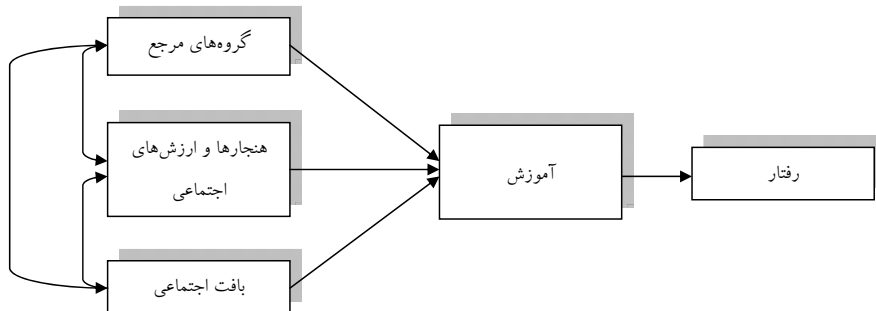 گروه‌های مرجع
هنجارها و ارزش‌های
اجتماعی
بافت اجتماعی
آموزش
رفتار